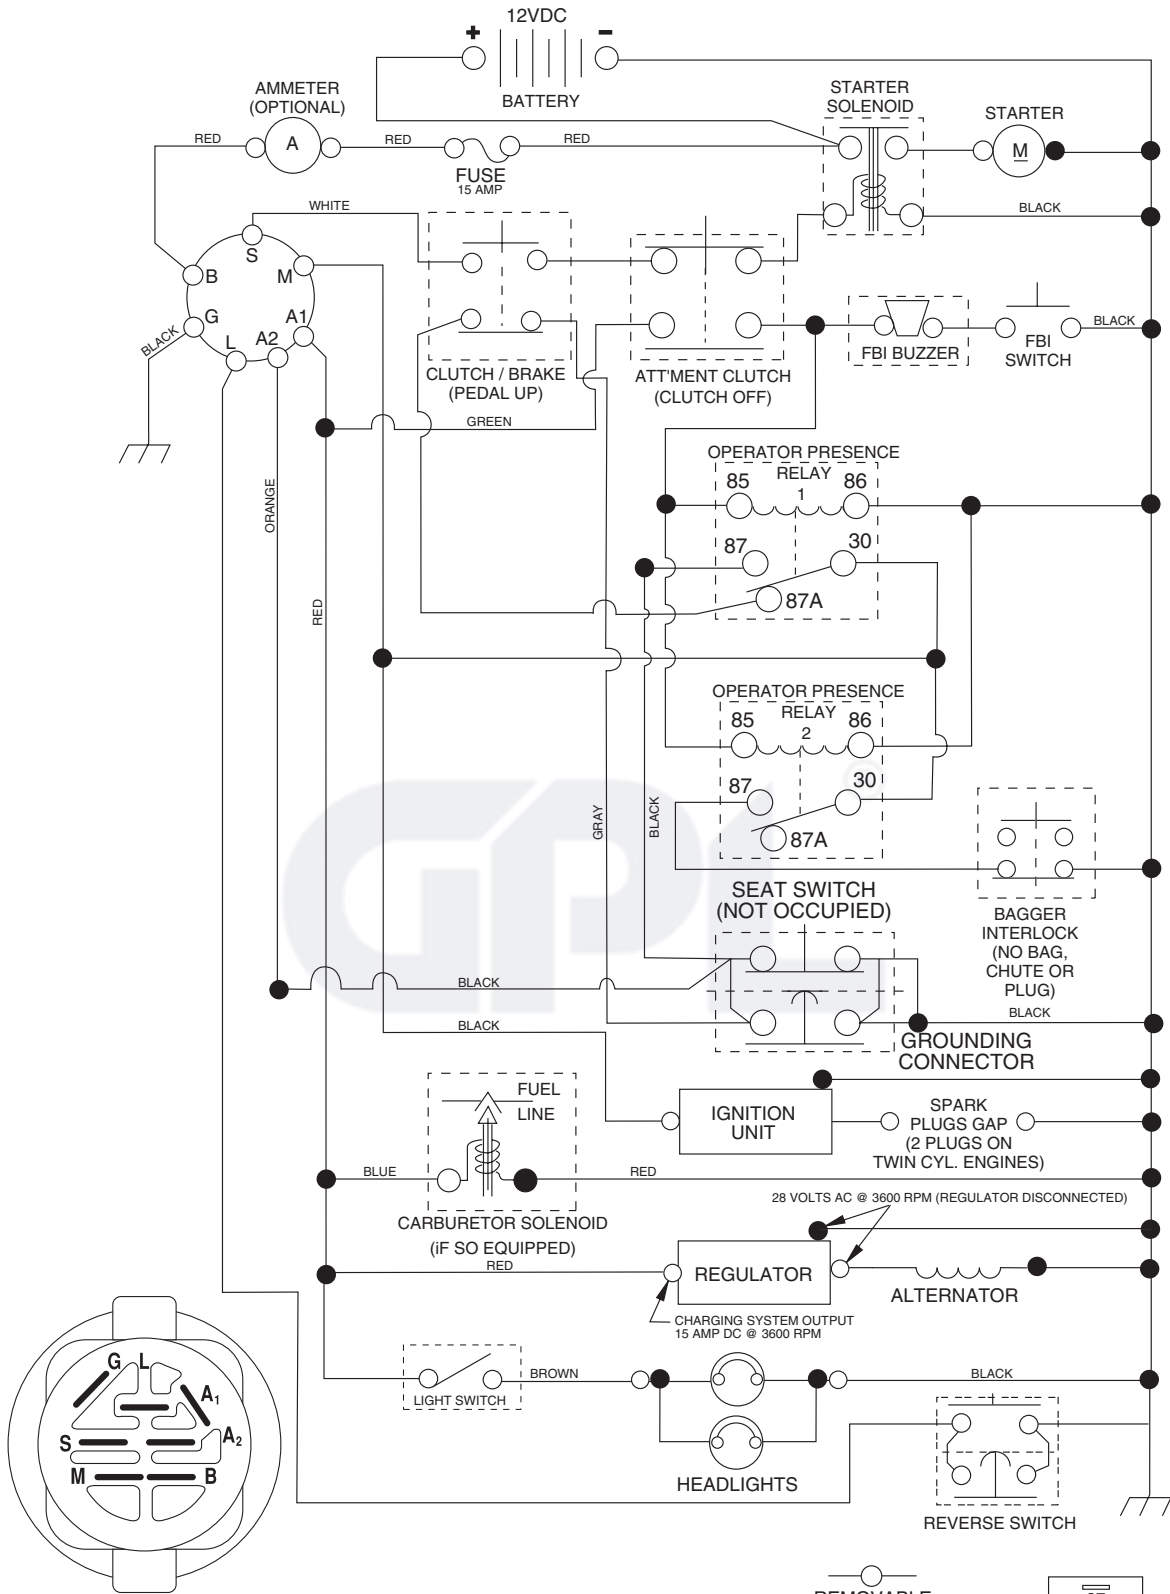 12VDC
+ −
BATTERY
AMMETER
(OPTIONAL)
STARTER
SOLENOID
STARTER
RED
A
RED
RED
M
FUSE
15 AMP
WHITE
BLACK
S
B
M
G
A1
L
A2
BLACK
CLUTCH / BRAKE
(PEDAL UP)
ATT'MENT CLUTCH
(CLUTCH OFF)
FBI BUZZER
FBI
SWITCH
BLACK
GREEN
OPERATOR PRESENCE
RELAY
1
85
86
87
30
87A
ORANGE
RED
OPERATOR PRESENCE
RELAY
2
85
86
87
30
87A
GRAY
BLACK
GPL
®
SEAT SWITCH
(NOT OCCUPIED)
BAGGER
INTERLOCK
(NO BAG,
CHUTE OR
PLUG)
BLACK
BLACK
BLACK
GROUNDING
CONNECTOR
FUEL
LINE
IGNITION
UNIT
SPARK
PLUGS GAP
(2 PLUGS ON
TWIN CYL. ENGINES)
BLUE
RED
CARBURETOR SOLENOID
(iF SO EQUIPPED)
28 VOLTS AC @ 3600 RPM (REGULATOR DISCONNECTED)
RED
REGULATOR
ALTERNATOR
CHARGING SYSTEM OUTPUT
15 AMP DC @ 3600 RPM
LIGHT SWITCH
BROWN
BLACK
HEADLIGHTS
REVERSE SWITCH
G L
A1
A2
S
M
B